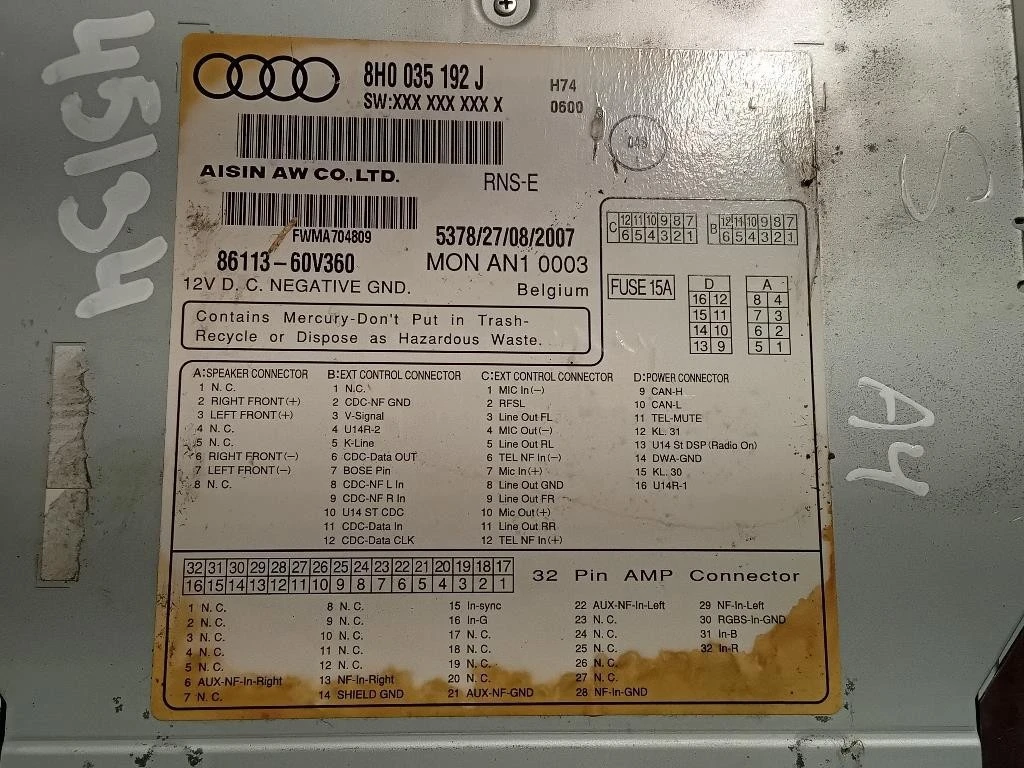 45134
8H0 035 192 J
SW:XXX XXX XXX X
H74
0600
AISIN AW CO., LTD.
RNS-E
FWMA704809
5378/27/08/2007
86113-60V360
MON AN1 0003
12V D. C. NEGATIVE GND.
Belgium
Contains Mercury-Don't Put in Trash-
Recycle or Dispose as Hazardous Waste.
C 12 11 10 9 8 7
6 5 4 3 2 1
B 12 11 10 9 8 7
6 5 4 3 2 1
FUSE 15A
D
16 12
15 11
14 10
13 9
A
8 4
7 3
6 2
5 1
A:SPEAKER CONNECTOR
1 N. C.
2 RIGHT FRONT(+)
3 LEFT FRONT(+)
4 N. C.
5 N. C.
6 RIGHT FRONT(-)
7 LEFT FRONT(-)
8 N. C.
B:EXT CONTROL CONNECTOR
1 N.C.
2 CDC-NF GND
3 V-Signal
4 U14R-2
5 K-Line
6 CDC-Data OUT
7 BOSE Pin
8 CDC-NF L In
9 CDC-NF R In
10 U14 ST CDC
11 CDC-Data In
12 CDC-Data CLK
C:EXT CONTROL CONNECTOR
1 MIC In(-)
2 RFSL
3 Line Out FL
4 MIC Out(-)
5 Line Out RL
6 TEL NF In(-)
7 Mic In(+)
8 Line Out GND
9 Line Out FR
10 Mic Out(+)
11 Line Out RR
12 TEL NF In(+)
D:POWER CONNECTOR
9 CAN-H
10 CAN-L
11 TEL-MUTE
12 KL. 31
13 U14 St DSP (Radio On)
14 DWA-GND
15 KL. 30
16 U14R-1
A4
32 31 30 29 28 27 26 25 24 23 22 21 20 19 18 17
16 15 14 13 12 11 10 9 8 7 6 5 4 3 2 1
32 Pin AMP Connector
1 N. C.
2 N. C.
3 N. C.
4 N. C.
5 N. C.
6 AUX-NF-In-Right
7 N. C.
8 N. C.
9 N. C.
10 N. C.
11 N. C.
12 N. C.
13 NF-In-Right
14 SHIELD GND
15 In-sync
16 In-G
17 N. C.
18 N. C.
19 N. C.
20 N. C.
21 AUX-NF-GND
22 AUX-NF-In-Left
23 N. C.
24 N. C.
25 N. C.
26 N. C.
27 N. C.
28 NF-In-GND
29 NF-In-Left
30 RGBS-In-GND
31 In-B
32 In-R